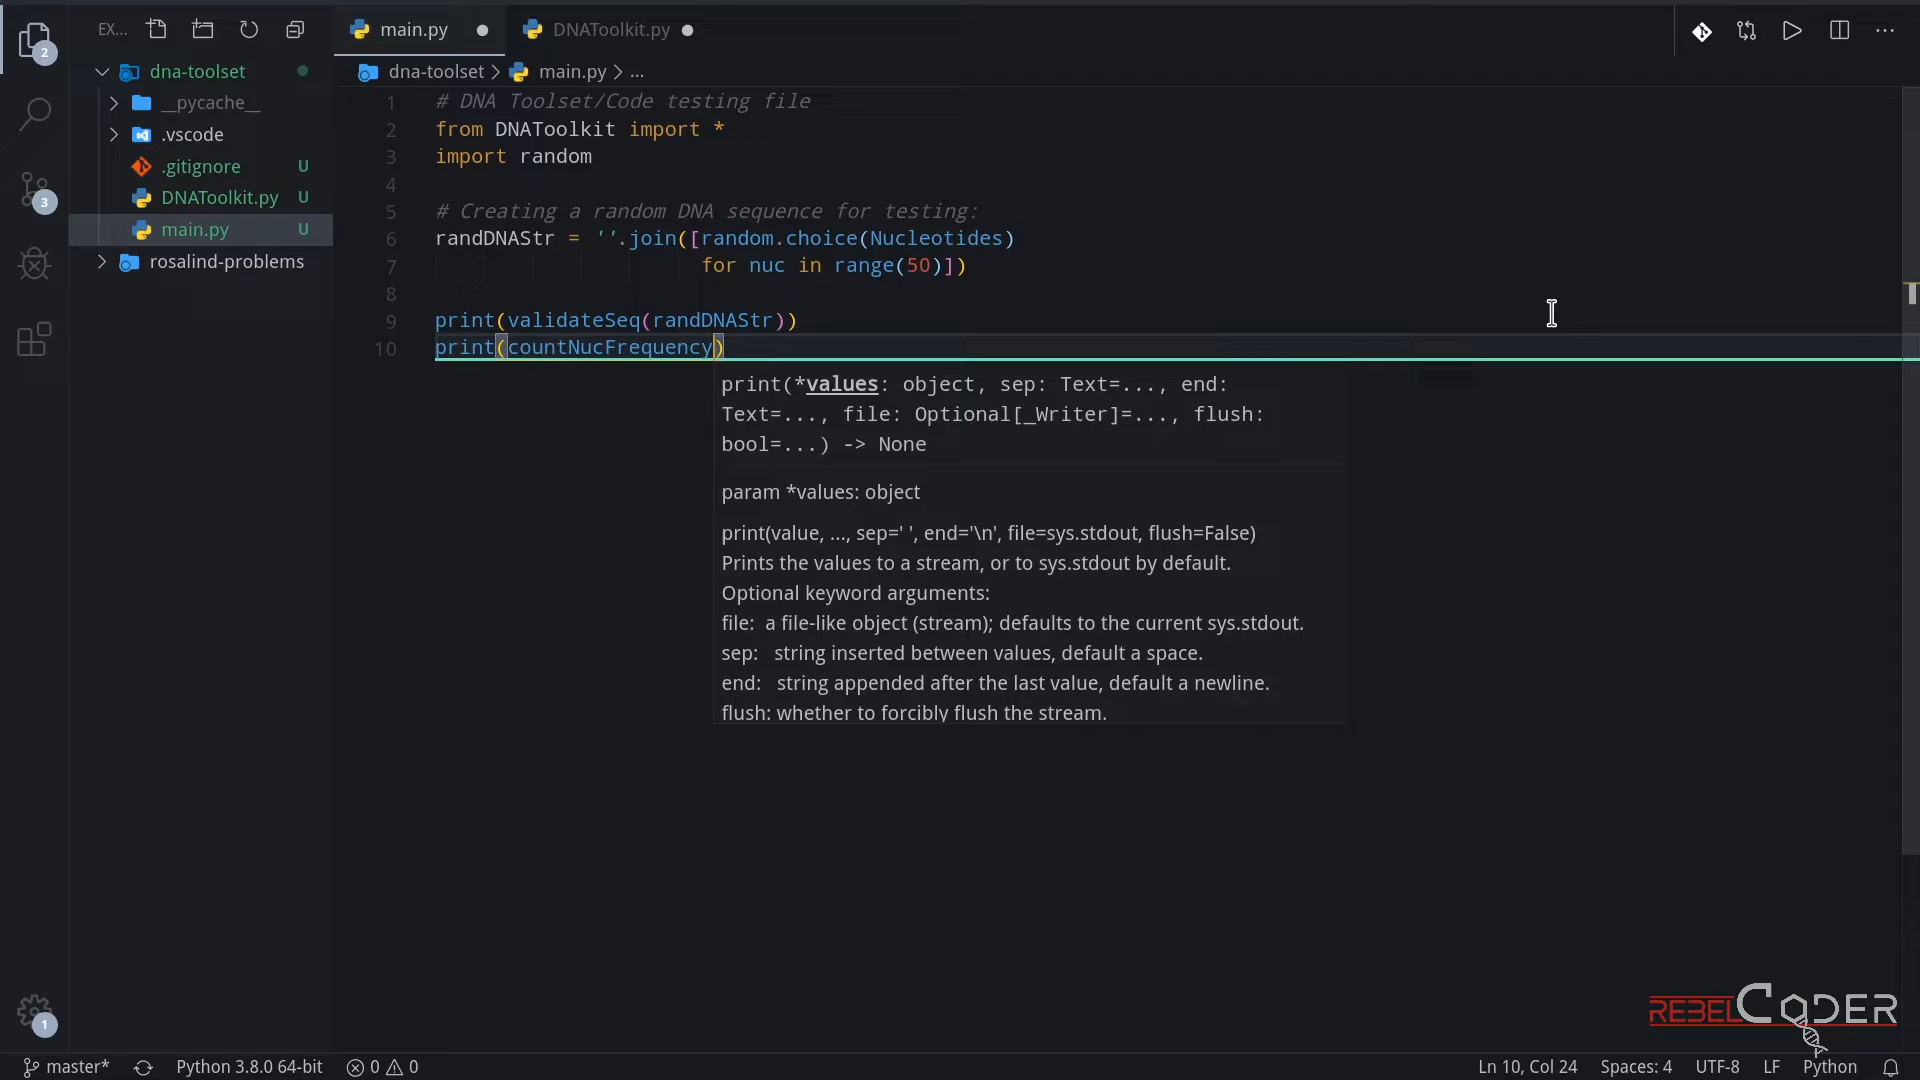 EX...
main.py
DNAToolkit.py
2
dna-toolset
dna-toolset > main.py > ...
__pycache__
.vscode
.gitignore U
DNAToolkit.py U
main.py U
rosalind-problems
3
1 # DNA Toolset/Code testing file
2 from DNAToolkit import *
3 import random
4
5 # Creating a random DNA sequence for testing:
6 randDNAStr = ''.join([random.choice(Nucleotides)
7 for nuc in range(50)])
8
9 print(validateSeq(randDNAStr))
10 print(countNucFrequency)
print(*values: object, sep: Text=..., end:
Text=..., file: Optional[_Writer]=..., flush:
bool=...) -> None
param *values: object
print(value, ..., sep=' ', end='\n', file=sys.stdout, flush=False)
Prints the values to a stream, or to sys.stdout by default.
Optional keyword arguments:
file: a file-like object (stream); defaults to the current sys.stdout.
sep: string inserted between values, default a space.
end: string appended after the last value, default a newline.
flush: whether to forcibly flush the stream.
REBELCODER
1
master* Python 3.8.0 64-bit 0 0 Ln 10, Col 24 Spaces: 4 UTF-8 LF Python